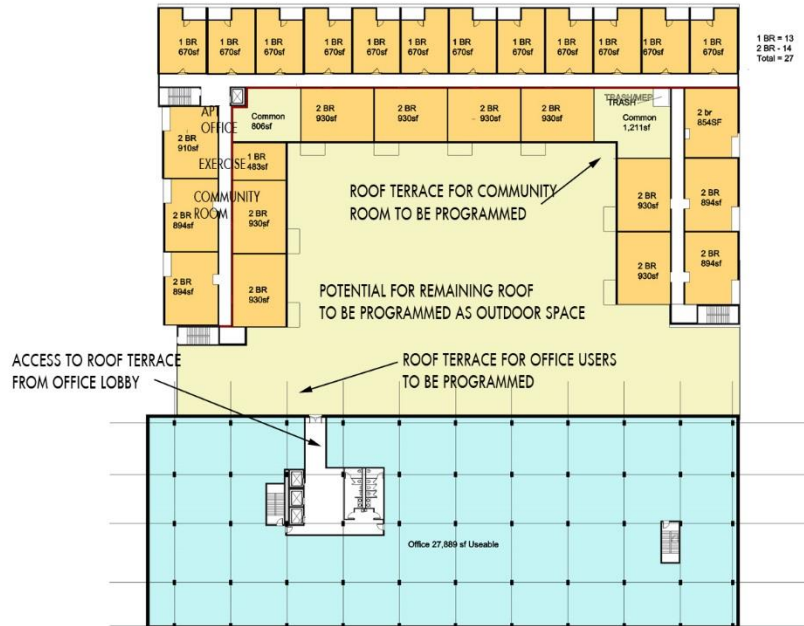 1 BR
670sf
1 BR
670sf
1 BR
670sf
1 BR
670sf
1 BR
670sf
1 BR
670sf
1 BR
670sf
1 BR
670sf
1 BR
670sf
1 BR
670sf
1 BR
670sf
1 BR
670sf
1 BR = 13
2 BR - 14
Total = 27
APT
OFFICE
Common
806sf
2 BR
930sf
2 BR
930sf
2 BR
930sf
2 BR
930sf
TRASH/MEP
TRASH
Common
1,211sf
2 br
854SF
2 BR
910sf
EXERCISE
1 BR
483sf
COMMUNITY
ROOM
2 BR
894sf
2 BR
930sf
ROOF TERRACE FOR COMMUNITY
ROOM TO BE PROGRAMMED
2 BR
930sf
2 BR
894sf
2 BR
894sf
2 BR
930sf
POTENTIAL FOR REMAINING ROOF
TO BE PROGRAMMED AS OUTDOOR SPACE
2 BR
930sf
2 BR
894sf
ACCESS TO ROOF TERRACE
FROM OFFICE LOBBY
ROOF TERRACE FOR OFFICE USERS
TO BE PROGRAMMED
Office 27,889 sf Useable